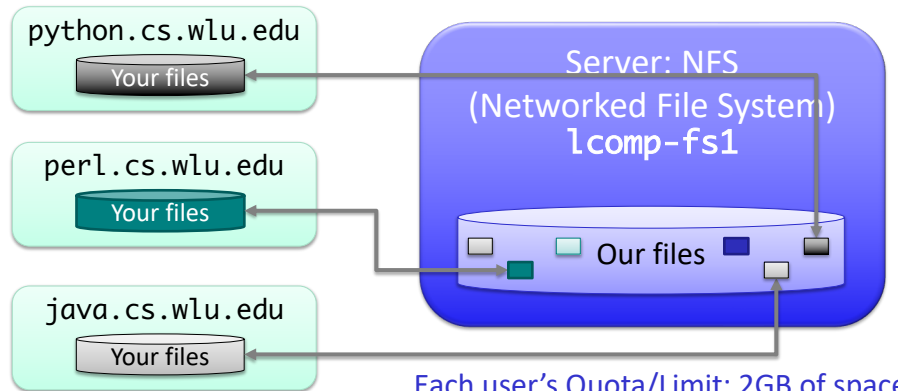 python.cs.wlu.edu
Your files
perl.cs.wlu.edu
Your files
java.cs.wlu.edu
Your files
Server: NFS
(Networked File System)
lcomp-fs1
Our files
Each user's Quota/Limit: 2GB of space